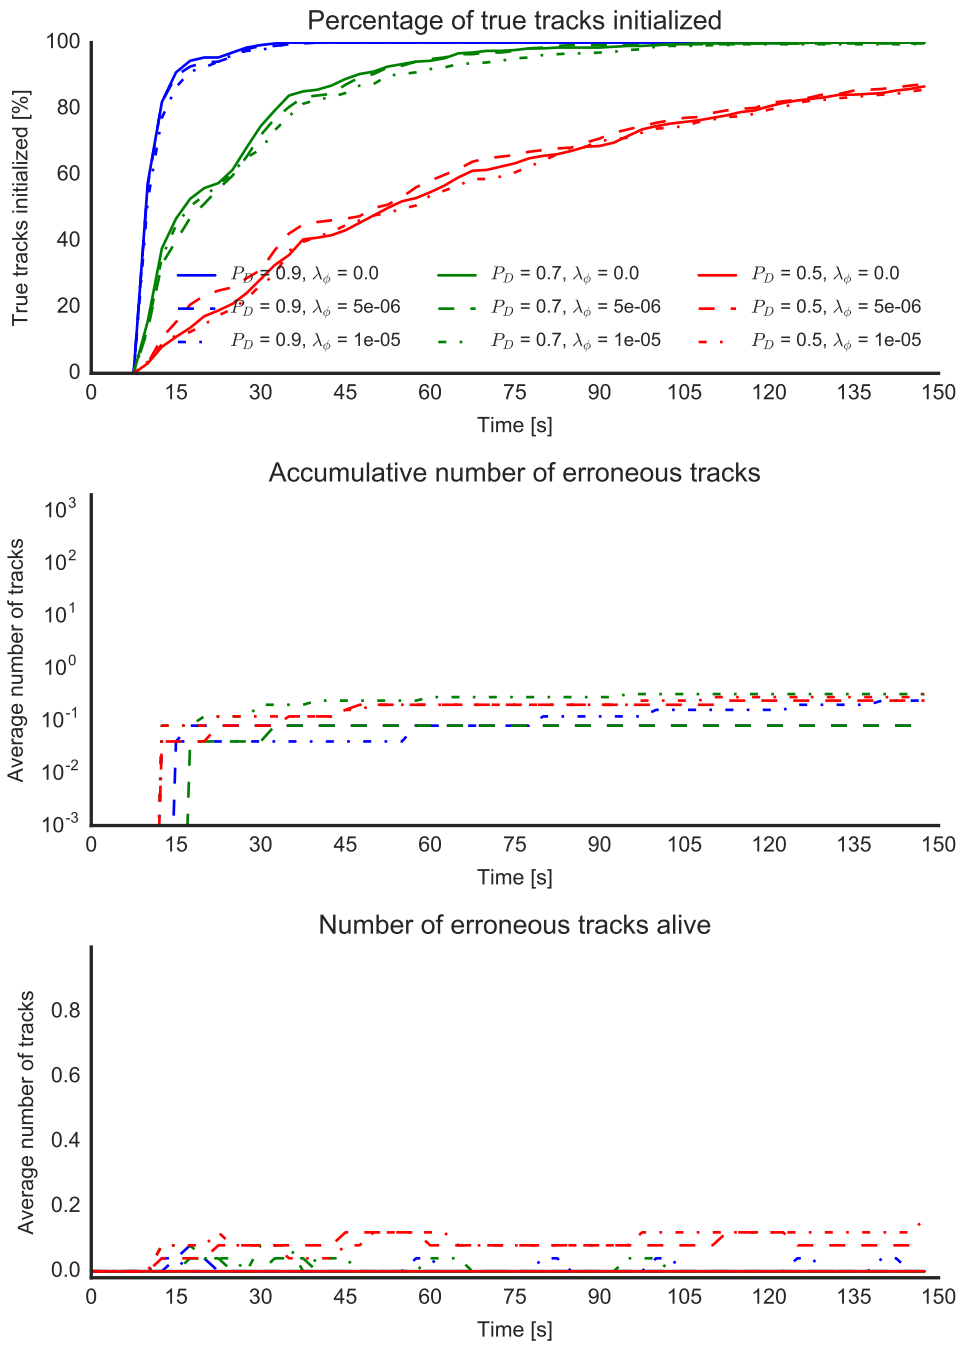 Percentage of true tracks initialized
True tracks initialized [%]
100
80
60
40
20
0
P_D = 0.9, λ_ϕ = 0.0
P_D = 0.7, λ_ϕ = 0.0
P_D = 0.5, λ_ϕ = 0.0
P_D = 0.9, λ_ϕ = 5e-06
P_D = 0.7, λ_ϕ = 5e-06
P_D = 0.5, λ_ϕ = 5e-06
P_D = 0.9, λ_ϕ = 1e-05
P_D = 0.7, λ_ϕ = 1e-05
P_D = 0.5, λ_ϕ = 1e-05
0 15 30 45 60 75 90 105 120 135 150
Time [s]
Accumulative number of erroneous tracks
Average number of tracks
10^3
10^2
10^1
10^0
10^-1
10^-2
10^-3
0 15 30 45 60 75 90 105 120 135 150
Time [s]
Number of erroneous tracks alive
Average number of tracks
0.8
0.6
0.4
0.2
0.0
0 15 30 45 60 75 90 105 120 135 150
Time [s]